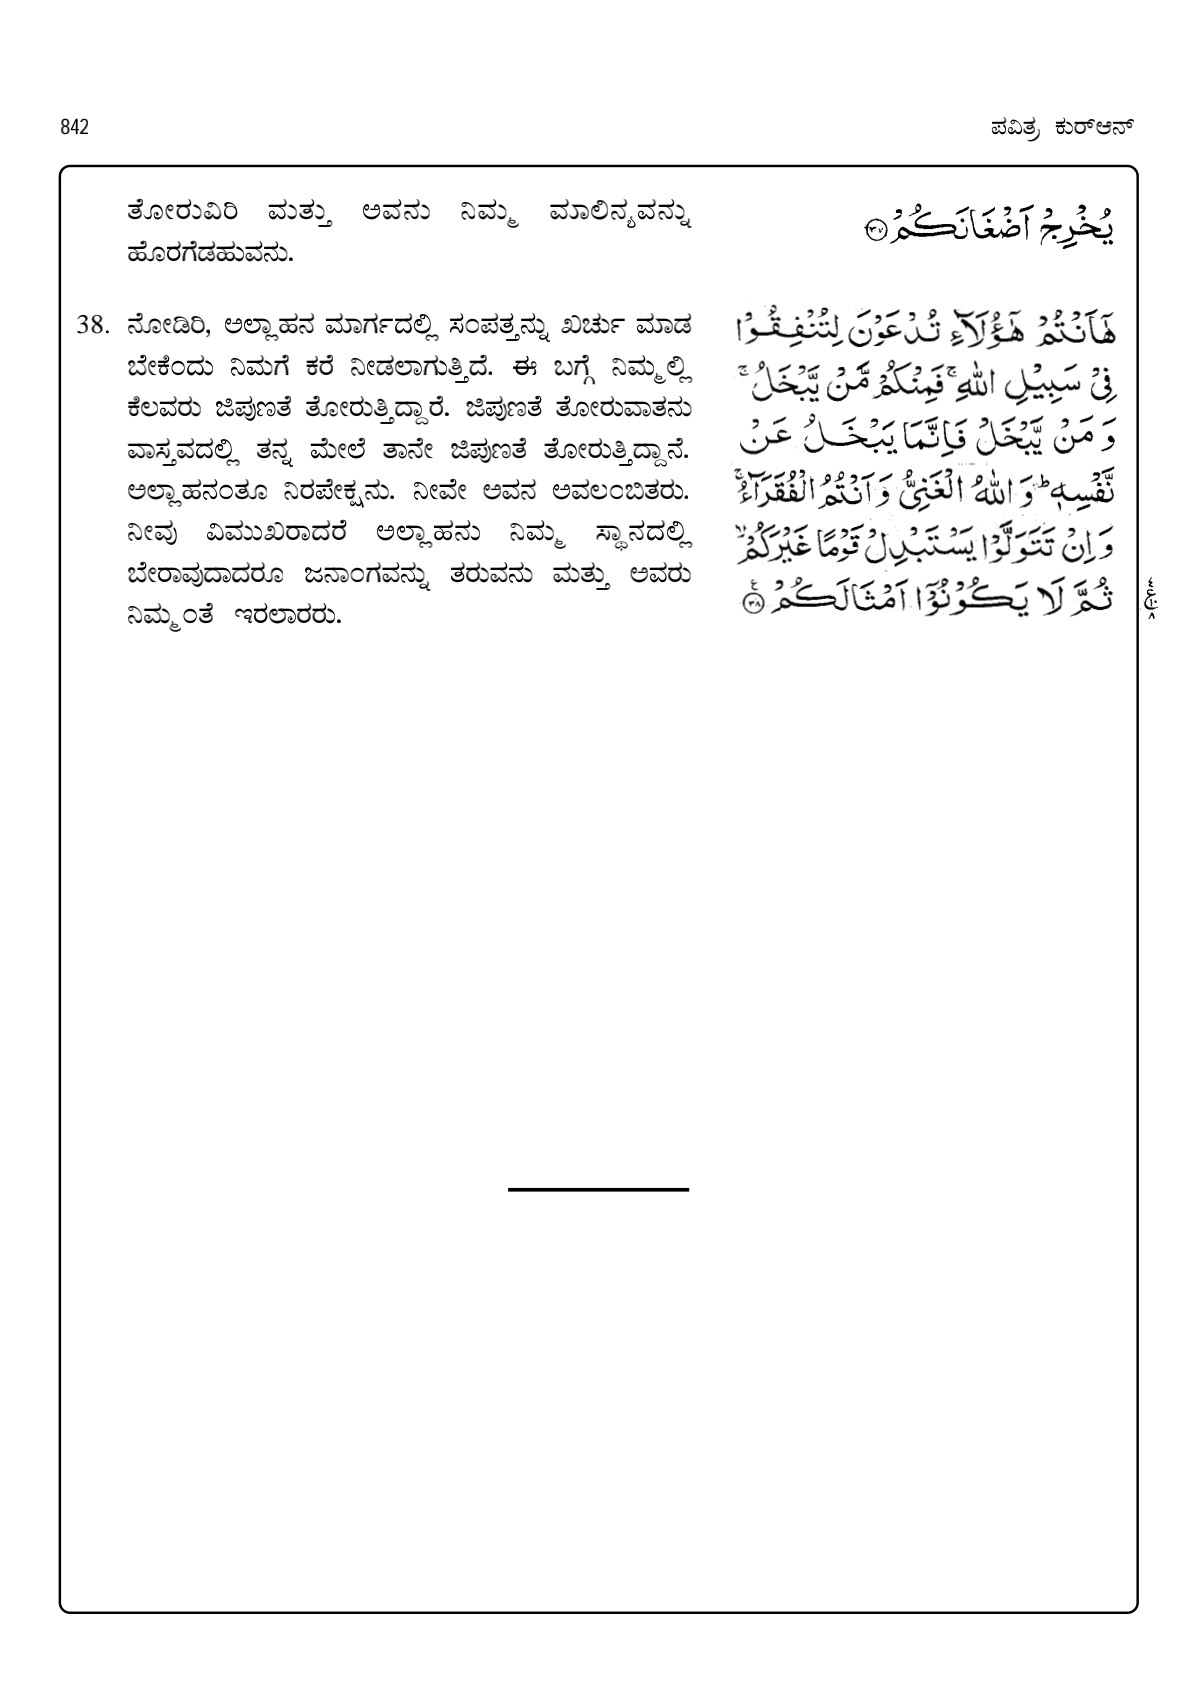 842
ಪವಿತ್ರ ಕುರ್‌ಆನ್
ತೋರುವಿರಿ ಮತ್ತು ಅವನು ನಿಮ್ಮ ಮಾಲಿನ್ಯವನ್ನು
ಹೊರಗೆಡಹುವನು.
38. ನೋಡಿರಿ, ಅಲ್ಲಾಹನ ಮಾರ್ಗದಲ್ಲಿ ಸಂಪತ್ತನ್ನು ಖರ್ಚು ಮಾಡ
ಬೇಕೆಂದು ನಿಮಗೆ ಕರೆ ನೀಡಲಾಗುತ್ತಿದೆ. ಈ ಬಗ್ಗೆ ನಿಮ್ಮಲ್ಲಿ
ಕೆಲವರು ಜಿಪುಣತೆ ತೋರುತ್ತಿದ್ದಾರೆ. ಜಿಪುಣತೆ ತೋರುವಾತನು
ವಾಸ್ತವದಲ್ಲಿ ತನ್ನ ಮೇಲೆ ತಾನೇ ಜಿಪುಣತೆ ತೋರುತ್ತಿದ್ದಾನೆ.
ಅಲ್ಲಾಹನಂತೂ ನಿರಪೇಕ್ಷನು. ನೀವೇ ಅವನ ಅವಲಂಬಿತರು.
ನೀವು ವಿಮುಖರಾದರೆ ಅಲ್ಲಾಹನು ನಿಮ್ಮ ಸ್ಥಾನದಲ್ಲಿ
ಬೇರಾವುದಾದರೂ ಜನಾಂಗವನ್ನು ತರುವನು ಮತ್ತು ಅವರು
ನಿಮ್ಮಂತೆ ಇರಲಾರರು.
يُخْرِجْ اَضْغَانَكُمْ ۝۳۷
هٰۤاَنْتُمْ هٰۤؤُلَآءِ تُدْعَوْنَ لِتُنْفِقُوْا
فِيْ سَبِيْلِ اللّٰهِ ۚ فَمِنْكُمْ مَّنْ يَّبْخَلُ ۚ
وَ مَنْ يَّبْخَلْ فَاِنَّمَا يَبْخَلُ عَنْ
نَّفْسِهٖ ؕ وَ اللّٰهُ الْغَنِيُّ وَ اَنْتُمُ الْفُقَرَآءُ ۚ
وَ اِنْ تَتَوَلَّوْا يَسْتَبْدِلْ قَوْمًا غَيْرَكُمْ ۙ
ثُمَّ لَا يَكُوْنُوْۤا اَمْثَالَكُمْ ۝۳۸